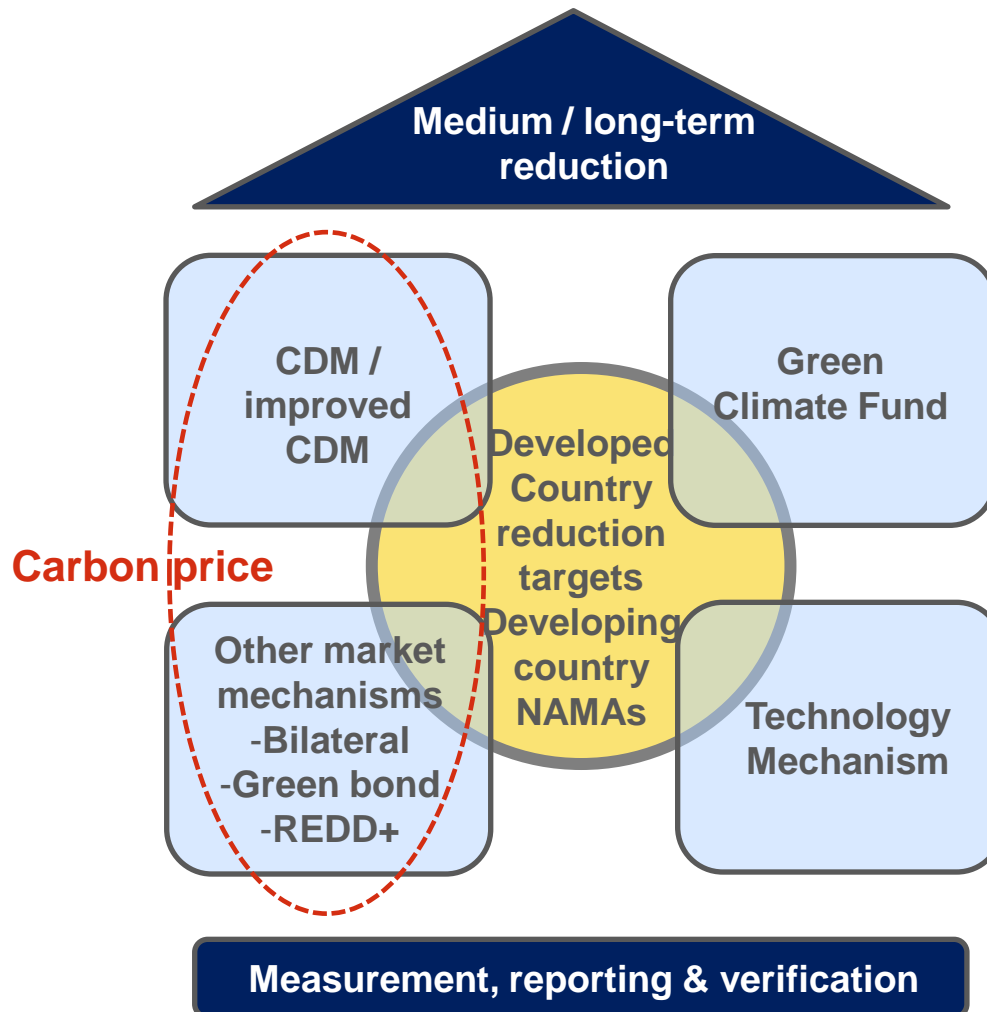 Medium / long-term
reduction
CDM /
improved
CDM
Green
Climate Fund
Developed
Country
reduction
targets
Developing
country
NAMAs
Carbon price
Other market
mechanisms
-Bilateral
-Green bond
-REDD+
Technology
Mechanism
Measurement, reporting & verification